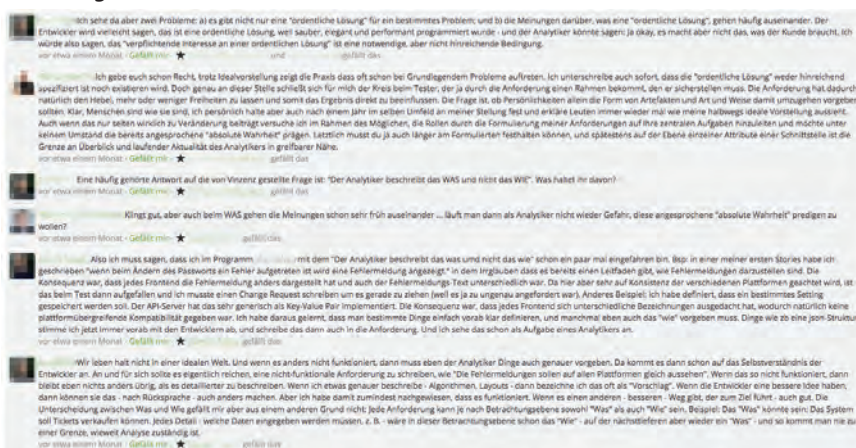 Ich sehe da aber zwei Probleme: a) es gibt nicht nur eine "ordentliche Lösung" für ein bestimmtes Problem; und b) die Meinungen darüber, was eine "ordentliche Lösung", gehen häufig auseinander. Der
Entwickler wird vielleicht sagen, das ist eine ordentliche Lösung, weil sauber, elegant und performant programmiert wurde - und der Analytiker könnte sagen: Ja okay, es macht aber nicht das, was der Kunde braucht. Ich
würde also sagen, das "verpflichtende Interesse an einer ordentlichen Lösung" ist eine notwendige, aber nicht hinreichende Bedingung.
vor etwa einem Monat - Gefällt mir - ★ und gefällt das
Ich gebe euch schon Recht, trotz Idealvorstellung zeigt die Praxis dass oft schon bei Grundlegendem Probleme auftreten. Ich unterschreibe auch sofort, dass die "ordentliche Lösung" weder hinreichend
spezifiziert ist noch existieren wird. Doch genau an dieser Stelle schließt sich für mich der Kreis beim Tester, der ja durch die Anforderung einen Rahmen bekommt, den er sicherstellen muss. Die Anforderung hat dadurch
natürlich den Hebel, mehr oder weniger Freiheiten zu lassen und somit das Ergebnis direkt zu beeinflussen. Die Frage ist, ob Persönlichkeiten allein die Form von Artefakten und Art und Weise damit umzugehen vorgeben
sollten. Klar, Menschen sind wie sie sind, ich persönlich halte aber auch nach einem Jahr im selben Umfeld an meiner Stellung fest und erkläre Leuten immer wieder mal wie meine halbwegs ideale Vorstellung aussieht.
Auch wenn das nur selten wirklich zu Veränderung beiträgt versuche ich im Rahmen des Möglichen, die Rollen durch die Formulierung meiner Anforderungen auf ihre zentralen Aufgaben hinzuleiten und möchte unter
keinem Umstand die bereits angesprochene "absolute Wahrheit" prägen. Letztlich musst du ja auch länger am Formulierten festhalten können, und spätestens auf der Ebene einzelner Attribute einer Schnittstelle ist die
Grenze an Überblick und laufender Aktualität des Analytikers in greifbarer Nähe.
vor etwa einem Monat - Gefällt mir - ★ gefällt das
Eine häufig gehörte Antwort auf die von Vinzenz gestellte Frage ist: "Der Analytiker beschreibt das WAS und nicht das WIE". Was haltet ihr davon?
vor etwa einem Monat - Gefällt mir - ★ gefällt das
Klingt gut, aber auch beim WAS gehen die Meinungen schon sehr früh auseinander ... läuft man dann als Analytiker nicht wieder Gefahr, diese angesprochene "absolute Wahrheit" predigen zu
wollen?
vor etwa einem Monat - Gefällt mir - ★ gefällt das
Also ich muss sagen, dass ich im Programm mit dem "Der Analytiker beschreibt das was umd nicht das wie" schon ein paar mal eingefahren bin. Bsp: in einer meiner ersten Stories habe ich
geschrieben "wenn beim Ändern des Passworts ein Fehler aufgetreten ist wird eine Fehlermeldung angezeigt." in dem Irrglauben dass es bereits einen Leitfaden gibt, wie Fehlermeldungen darzustellen sind. Die
Konsequenz war, dass jedes Frontend die Fehlermeldung anders dargestellt hat und auch der Fehlermeldungs-Text unterschiedlich war. Da hier aber sehr auf Konsistenz der verschiedenen Plattformen geachtet wird, ist
das beim Test dann aufgefallen und ich musste einen Change Request schreiben um es gerade zu ziehen (weil es ja zu ungenau angefordert war). Anderes Beispiel: Ich habe definiert, dass ein bestimmtes Setting
gespeichert werden soll. Der API-Server hat das sehr generisch als Key-Value Pair implementiert. Die Konsequenz war, dass jedes Frontend sich unterschiedliche Bezeichnungen ausgedacht hat, wodurch natürlich keine
plattformübergreifende Kompatibilität gegeben war. Ich habe daraus gelernt, dass man bestimmte Dinge einfach vorab klar definieren, und manchmal eben auch das "wie" vorgeben muss. Dinge wie zb eine json-Struktur
stimme ich jetzt immer vorab mit den Entwicklern ab, und schreibe das dann auch in die Anforderung. Und ich sehe das schon als Aufgabe eines Analytikers an.
vor etwa einem Monat - Gefällt mir - ★ gefällt das
Wir leben halt nicht in einer idealen Welt. Und wenn es anders nicht funktioniert, dann muss eben der Analytiker Dinge auch genauer vorgeben. Da kommt es dann schon auf das Selbstverständnis der
Entwickler an. An und für sich sollte es eigentlich reichen, eine nicht-funktionale Anforderung zu schreiben, wie "Die Fehlermeldungen sollen auf allen Plattformen gleich aussehen". Wenn das so nicht funktioniert, dann
bleibt eben nichts anders übrig, als es detaillierter zu beschreiben. Wenn ich etwas genauer beschreibe - Algorithmen, Layouts - dann bezeichne ich das oft als "Vorschlag". Wenn die Entwickler eine bessere Idee haben,
dann können sie das - nach Rücksprache - auch anders machen. Aber ich habe damit zumindest nachgewiesen, dass es funktioniert. Wenn es einen anderen - besseren - Weg gibt, der zum Ziel führt - auch gut. Die
Unterscheidung zwischen Was und Wie gefällt mir aber aus einem anderen Grund nicht: Jede Anforderung kann je nach Betrachtungsebene sowohl "Was" als auch "Wie" sein. Beispiel: Das "Was" könnte sein: Das System
soll Tickets verkaufen können. Jedes Detail - welche Daten eingegeben werden müssen, z. B. - wäre in dieser Betrachtungsebene schon das "Wie" - auf der nächsttieferen aber wieder ein "Was" - und so kommt man nie zu
einer Grenze, wieweit Analyse zuständig ist.
vor etwa einem Monat - Gefällt mir - ★ gefällt das